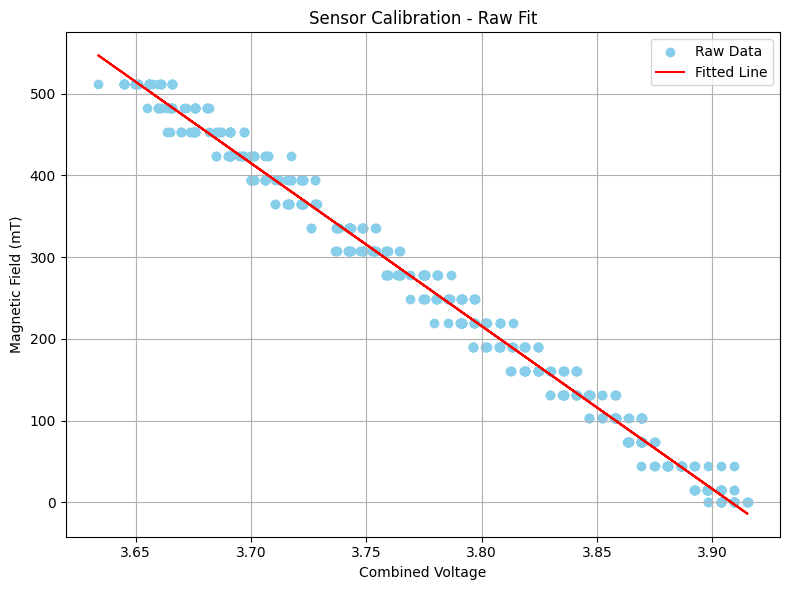 Sensor Calibration - Raw Fit
Raw Data
Fitted Line
Magnetic Field (mT)
500
400
300
200
100
0
3.65 3.70 3.75 3.80 3.85 3.90
Combined Voltage